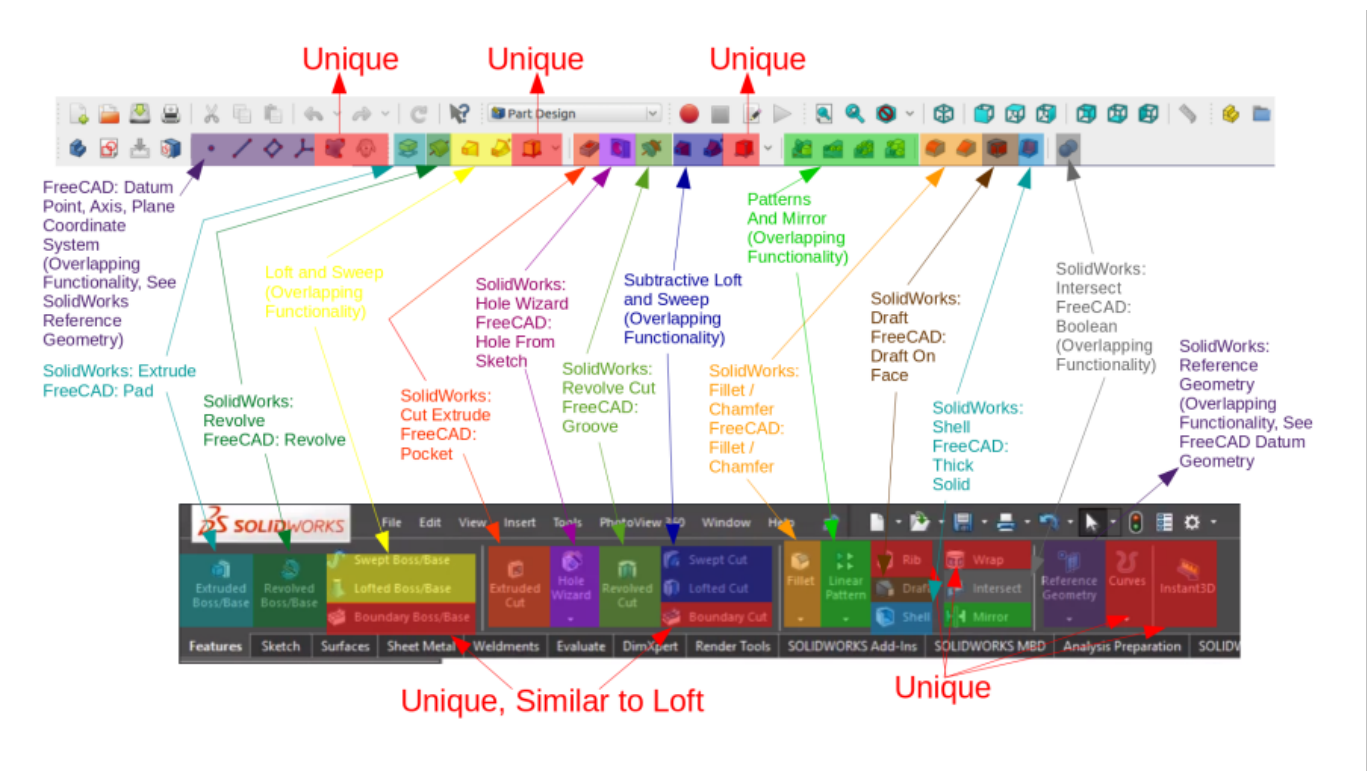 Unique
Unique
Unique
Part Design
FreeCAD: Datum
Point, Axis, Plane
Coordinate
System
(Overlapping
Functionality, See
SolidWorks
Reference
Geometry)
SolidWorks: Extrude
FreeCAD: Pad
SolidWorks:
Revolve
FreeCAD: Revolve
Loft and Sweep
(Overlapping
Functionality)
SolidWorks:
Cut Extrude
FreeCAD:
Pocket
SolidWorks:
Hole Wizard
FreeCAD:
Hole From
Sketch
SolidWorks:
Revolve Cut
FreeCAD:
Groove
Subtractive Loft
and Sweep
(Overlapping
Functionality)
Patterns
And Mirror
(Overlapping
Functionality)
SolidWorks:
Fillet /
Chamfer
FreeCAD:
Fillet /
Chamfer
SolidWorks:
Draft
FreeCAD:
Draft On
Face
SolidWorks:
Shell
FreeCAD:
Thick
Solid
SolidWorks:
Intersect
FreeCAD:
Boolean
(Overlapping
Functionality)
SolidWorks:
Reference
Geometry
(Overlapping
Functionality, See
FreeCAD Datum
Geometry
SOLIDWORKS File Edit View Insert Tools PhotoView 360 Window Help
Extruded
Boss/Base
Revolved
Boss/Base
Swept Boss/Base
Lofted Boss/Base
Boundary Boss/Base
Extruded
Cut
Hole
Wizard
Revolved
Cut
Swept Cut
Lofted Cut
Boundary Cut
Fillet
Linear
Pattern
Rib
Draft
Shell
Wrap
Intersect
Mirror
Reference
Geometry
Curves
Instant3D
Features Sketch Surfaces Sheet Metal Weldments Evaluate DimXpert Render Tools SOLIDWORKS Add-Ins SOLIDWORKS MBD Analysis Preparation
Unique, Similar to Loft
Unique